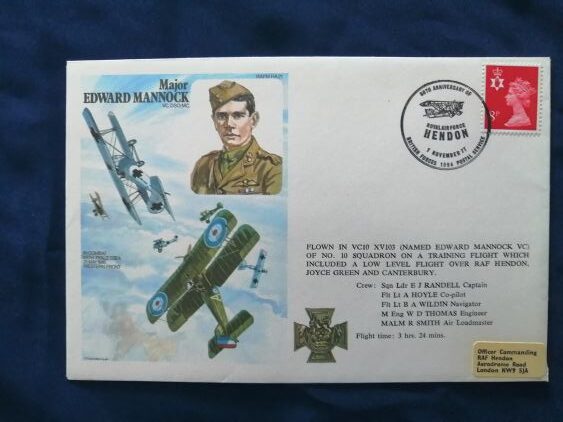 Major
EDWARD MANNOCK
VC DSO MC
60TH ANNIVERSARY OF
ROYAL AIR FORCE
HENDON
1 NOVEMBER 77
BRITISH FORCES 1594 POSTAL SERVICE
P
FLOWN IN VC10 XV103 (NAMED EDWARD MANNOCK VC)
OF NO. 10 SQUADRON ON A TRAINING FLIGHT WHICH
INCLUDED A LOW LEVEL FLIGHT OVER RAF HENDON,
JOYCE GREEN AND CANTERBURY.
Crew: Sqn Ldr E J RANDELL Captain
Flt Lt A HOYLE Co-pilot
Flt Lt B A WILDIN Navigator
M Eng W D THOMAS Engineer
MALM R SMITH Air Loadmaster
Flight time: 3 hrs. 24 mins.
Officer Commanding
RAF Hendon
Aerodrome Road
London NW9 5JA